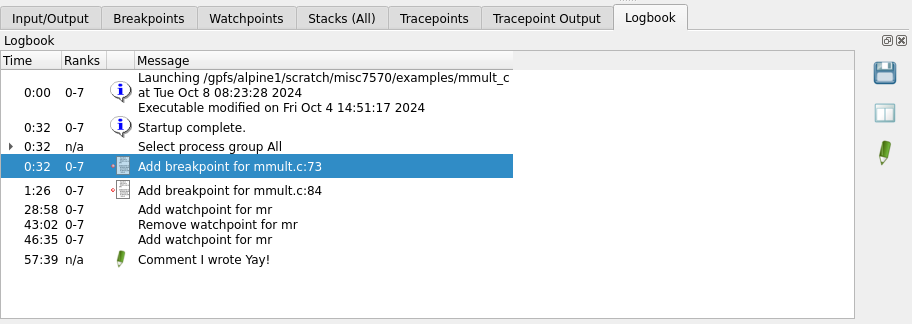 Input/Output Breakpoints Watchpoints Stacks (All) Tracepoints Tracepoint Output Logbook
Logbook
Time Ranks Message
0:00 0-7 Launching /gpfs/alpine1/scratch/misc7570/examples/mmult_c
at Tue Oct 8 08:23:28 2024
Executable modified on Fri Oct 4 14:51:17 2024
0:32 0-7 Startup complete.
0:32 n/a Select process group All
0:32 0-7 Add breakpoint for mmult.c:73
1:26 0-7 Add breakpoint for mmult.c:84
28:58 0-7 Add watchpoint for mr
43:02 0-7 Remove watchpoint for mr
46:35 0-7 Add watchpoint for mr
57:39 n/a Comment I wrote Yay!